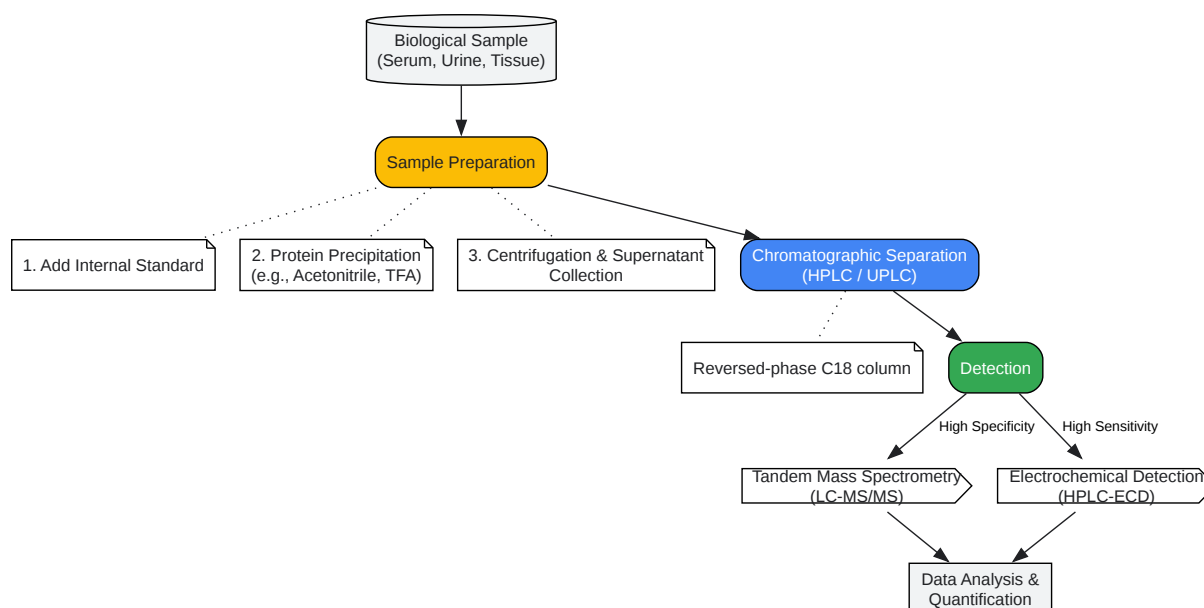 Biological Sample
(Serum, Urine, Tissue)
Sample Preparation
1. Add Internal Standard
2. Protein Precipitation
(e.g., Acetonitrile, TFA)
3. Centrifugation & Supernatant
Collection
Chromatographic Separation
(HPLC / UPLC)
Reversed-phase C18 column
Detection
High Specificity
High Sensitivity
Tandem Mass Spectrometry
(LC-MS/MS)
Electrochemical Detection
(HPLC-ECD)
Data Analysis &
Quantification